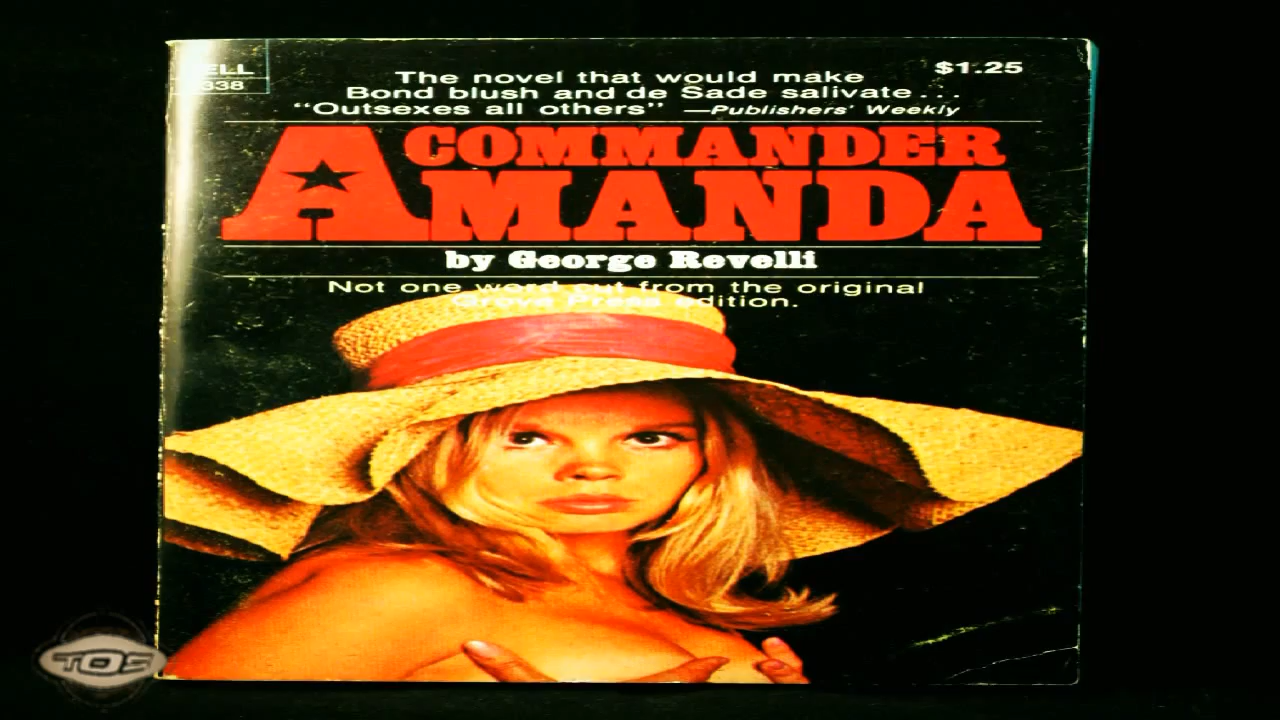 $1.25
338
The novel that would make
Bond blush and de Sade salivate...
"Outsexes all others" —Publishers' Weekly
COMMANDER
AMANDA
by George Revelli
Not one word cut from the original
Grove Press edition.
TOS